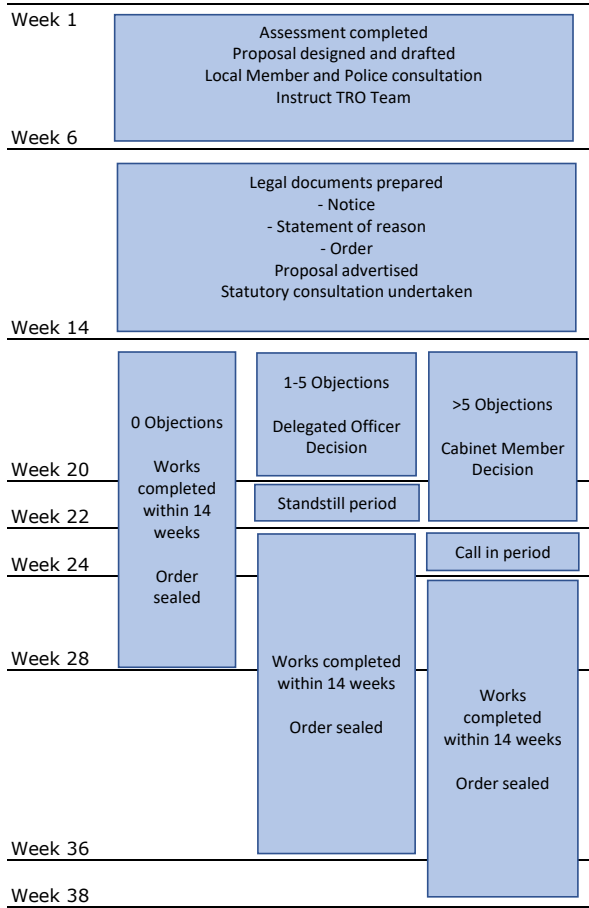 Week 1
Assessment completed
Proposal designed and drafted
Local Member and Police consultation
Instruct TRO Team
Week 6
Legal documents prepared
- Notice
- Statement of reason
- Order
Proposal advertised
Statutory consultation undertaken
Week 14
0 Objections
Works
completed
within 14
weeks
Order
sealed
1-5 Objections
Delegated Officer
Decision
>5 Objections
Cabinet Member
Decision
Week 20
Standstill period
Week 22
Call in period
Week 24
Week 28
Works completed
within 14 weeks
Order sealed
Works
completed
within 14 weeks
Order sealed
Week 36
Week 38